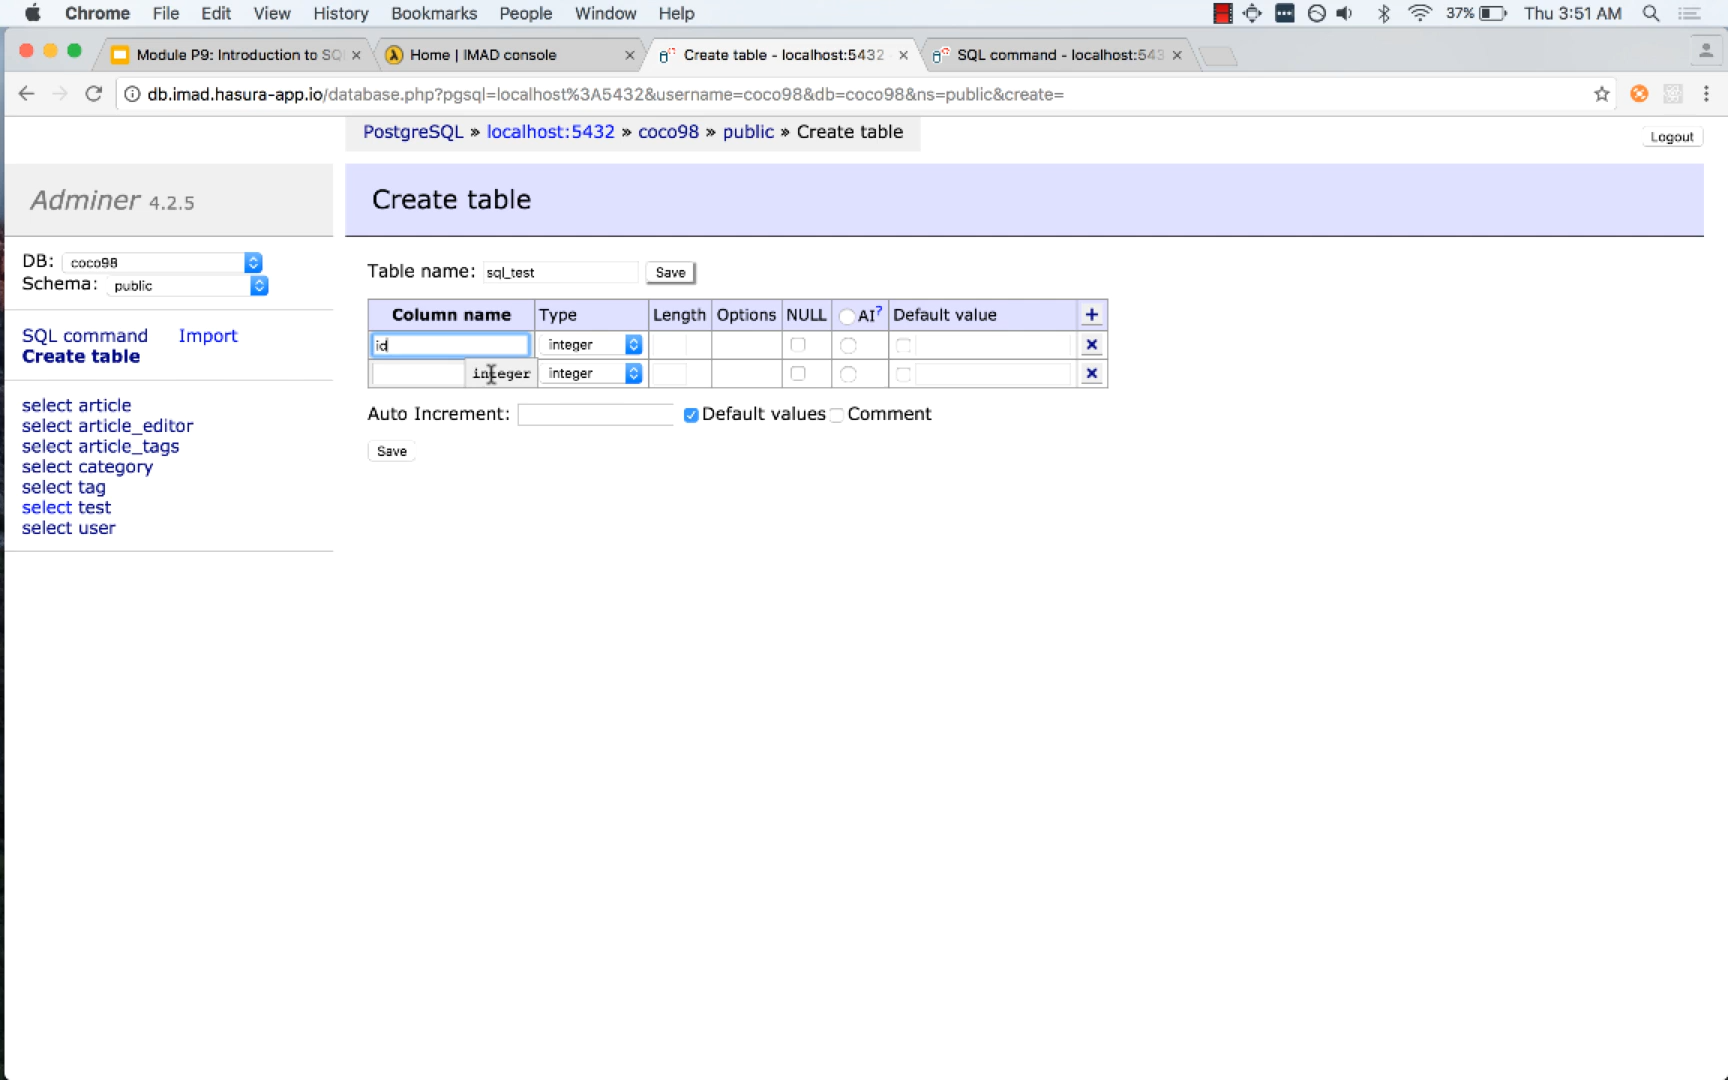 Chrome File Edit View History Bookmarks People Window Help 37% Thu 3:51 AM
Module P9: Introduction to SQ Home | IMAD console Create table - localhost:5432 SQL command - localhost:543
db.imad.hasura-app.io/database.php?pgsql=localhost%3A5432&username=coco98&db=coco98&ns=public&create=
PostgreSQL » localhost:5432 » coco98 » public » Create table
Logout
Adminer 4.2.5
Create table
DB: coco98
Schema: public
SQL command Import
Create table
select article
select article_editor
select article_tags
select category
select tag
select test
select user
Table name: sql_test Save
Column name Type Length Options NULL AI? Default value +
id integer
integer integer
Auto Increment: Default values Comment
Save